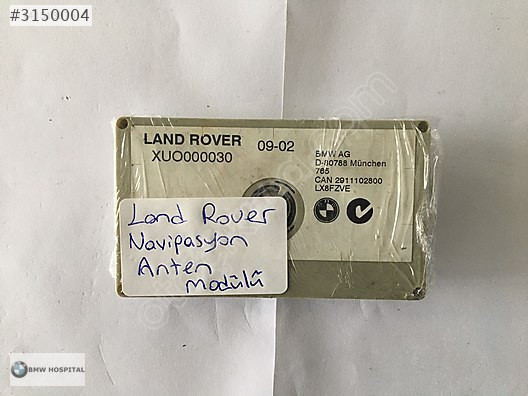 #3150004
LAND ROVER 09-02
XUO000030
BMW AG
D-80788 München
765
CAN 2911102800
LX8FZVE
Land Rover
Navipasyon
Anten
modülü
BMW HOSPITAL